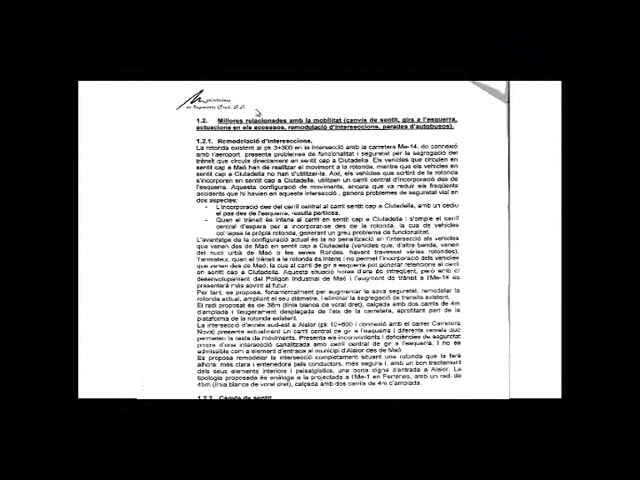 1.2. Millores relacionades amb la mobilitat (canvis de sentit, girs a l'esquerra,
actuacions en els accessos, remodelació d'interseccions, parades d'autobusos).
1.2.1. Remodelació d'interseccions.
La rotonda existent al pk 3+300 en la intersecció amb la carretera Me-14, de connexió
amb l'aeroport, presenta problemes de funcionalitat i seguretat per la segregació del
trànsit que circula directament en sentit cap a Ciutadella. Els vehicles que circulen en
sentit cap a Maó han de realitzar el moviment a la rotonda, mentre que els vehicles en
sentit cap a Ciutadella no han d'utilitzar-la. Així, els vehicles que sortint de la rotonda
s'incorporen en sentit cap a Ciutadella, utilitzen un carril central d'incorporació des de
l'esquerra. Aquesta configuració de moviments, encara que va reduir els freqüents
accidents que hi havien en aquesta intersecció, genera problemes de seguretat vial en
dos aspectes:
- L'incorporació des del carril central al carril sentit cap a Ciutadella, amb un cediu
el pas des de l'esquerra, resulta perillosa.
- Quan el trànsit és intens al carril en sentit cap a Ciutadella i s'omple el carril
central d'espera per a incorporar-se des de la rotonda, la cua de vehicles
col·lapsa la pròpia rotonda, generant un greu problema de funcionalitat.
L'avantatge de la configuració actual és la no penalització en l'intersecció als vehicles
que venen des de Maó en sentit cap a Ciutadella (vehicles que, d'altra banda, venen
del nucli urbà de Maó o les seves Rondes, havent travessat vàries rotondes).
Tanmateix, quan el trànsit a la rotonda és intens i no permet l'incorporació dels vehicles
que venen des de Maó, la cua al carril de gir a esquerra pot generar retencions al carril
en sentit cap a Ciutadella. Aquesta situació hores d'ara és infreqüent, però amb el
desenvolupament del Polígon Industrial de Maó i l'augment de trànsit a l'Me-14 es
presentarà més sovint al futur.
Per tant, es proposa, fonamentalment per augmentar la seva seguretat, remodelar la
rotonda actual, ampliant el seu diàmetre, i eliminar la segregació de transits existent.
El radi proposat és de 38m (línia blanca de voral dret), calçada amb dos carrils de 4m
d'amplada i lleugerament desplaçada de l'eix de la carretera, aprofitant part de la
plataforma de la rotonda existent.
La intersecció d'accés sud-est a Alaior (pk 10+600 i connexió amb el carrer Carretera
Nova) presenta actualment un carril central de gir a l'esquerra i diferents ramals que
permeten la resta de moviments. Presenta els inconvenients i deficiències de seguretat
propis d'una intersecció canalitzada amb carril central de gir a l'esquerra, i no és
admissible com a element d'entrada al municipi d'Alaior des de Maó.
Es proposa remodelar la intersecció completament situant una rotonda que la farà
alhora, més clara i entenedora pels conductors, més segura i, amb un bon tractament
dels seus elements interiors i paisatgístics, una porta digna d'entrada a Alaior. La
tipologia proposada és anàloga a la projectada a l'Me-1 en Ferreries, amb un radi de
45m (línia blanca de voral dret), calçada amb dos carrils de 4m d'amplada.
1.2.2. Canvis de sentit